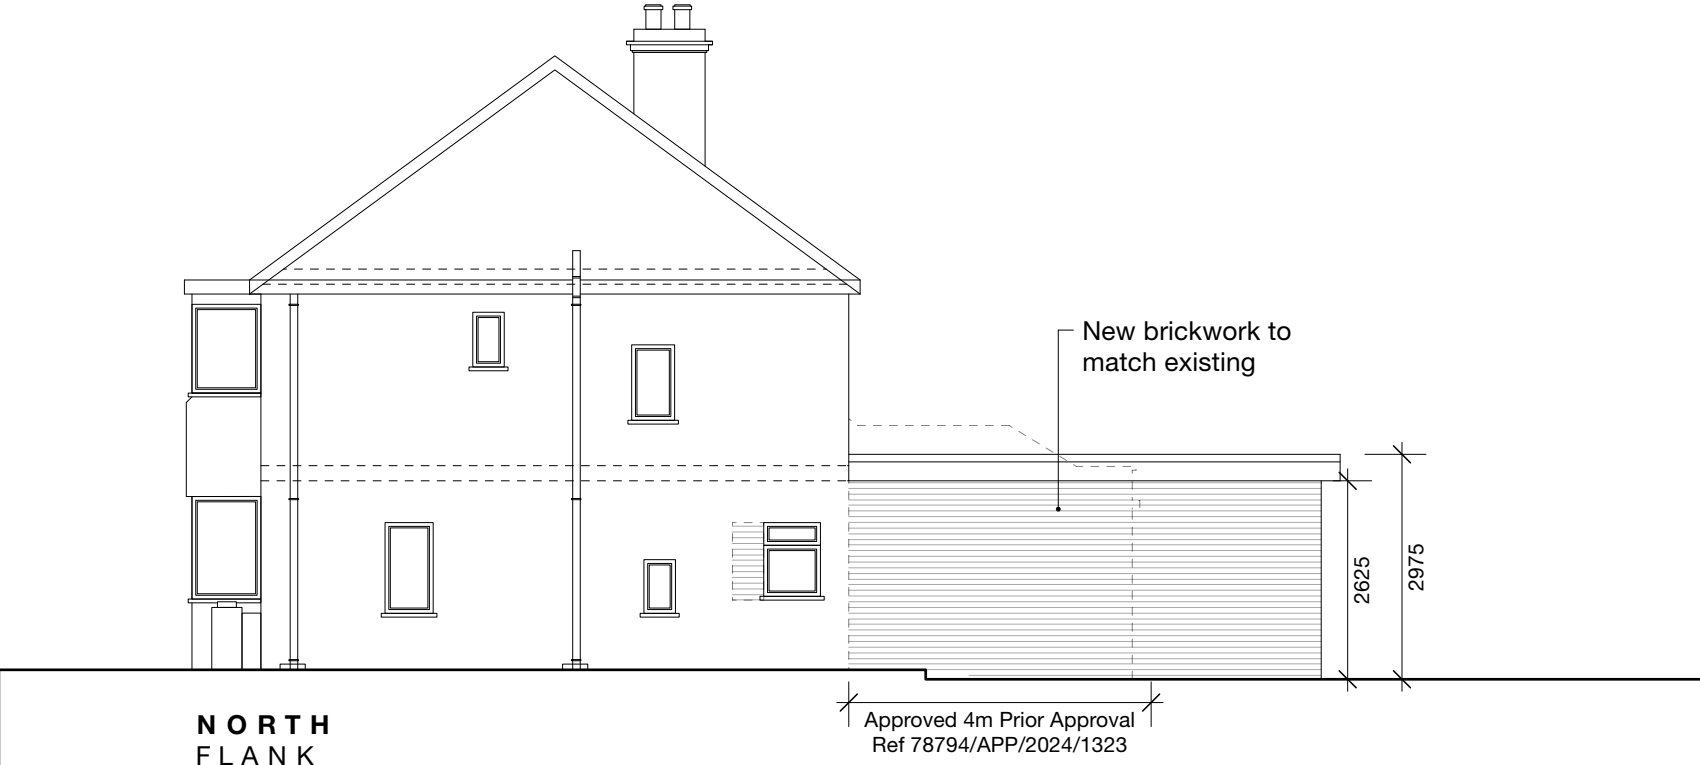 New brickwork to
match existing
2625
2975
Approved 4m Prior Approval
Ref 78794/APP/2024/1323
NORTH
FLANK